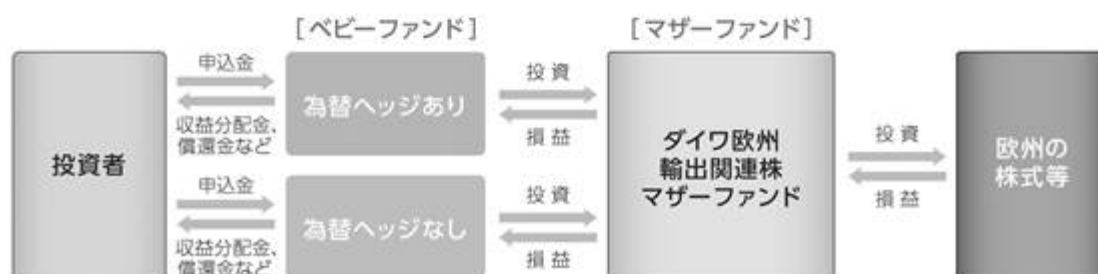 [ベビーファンド]
[マザーファンド]
投資者
申込金
収益分配金、
償還金など
為替ヘッジあり
投資
損益
申込金
収益分配金、
償還金など
為替ヘッジなし
投資
損益
ダイワ欧州
輸出関連株
マザーファンド
投資
損益
欧州の
株式等